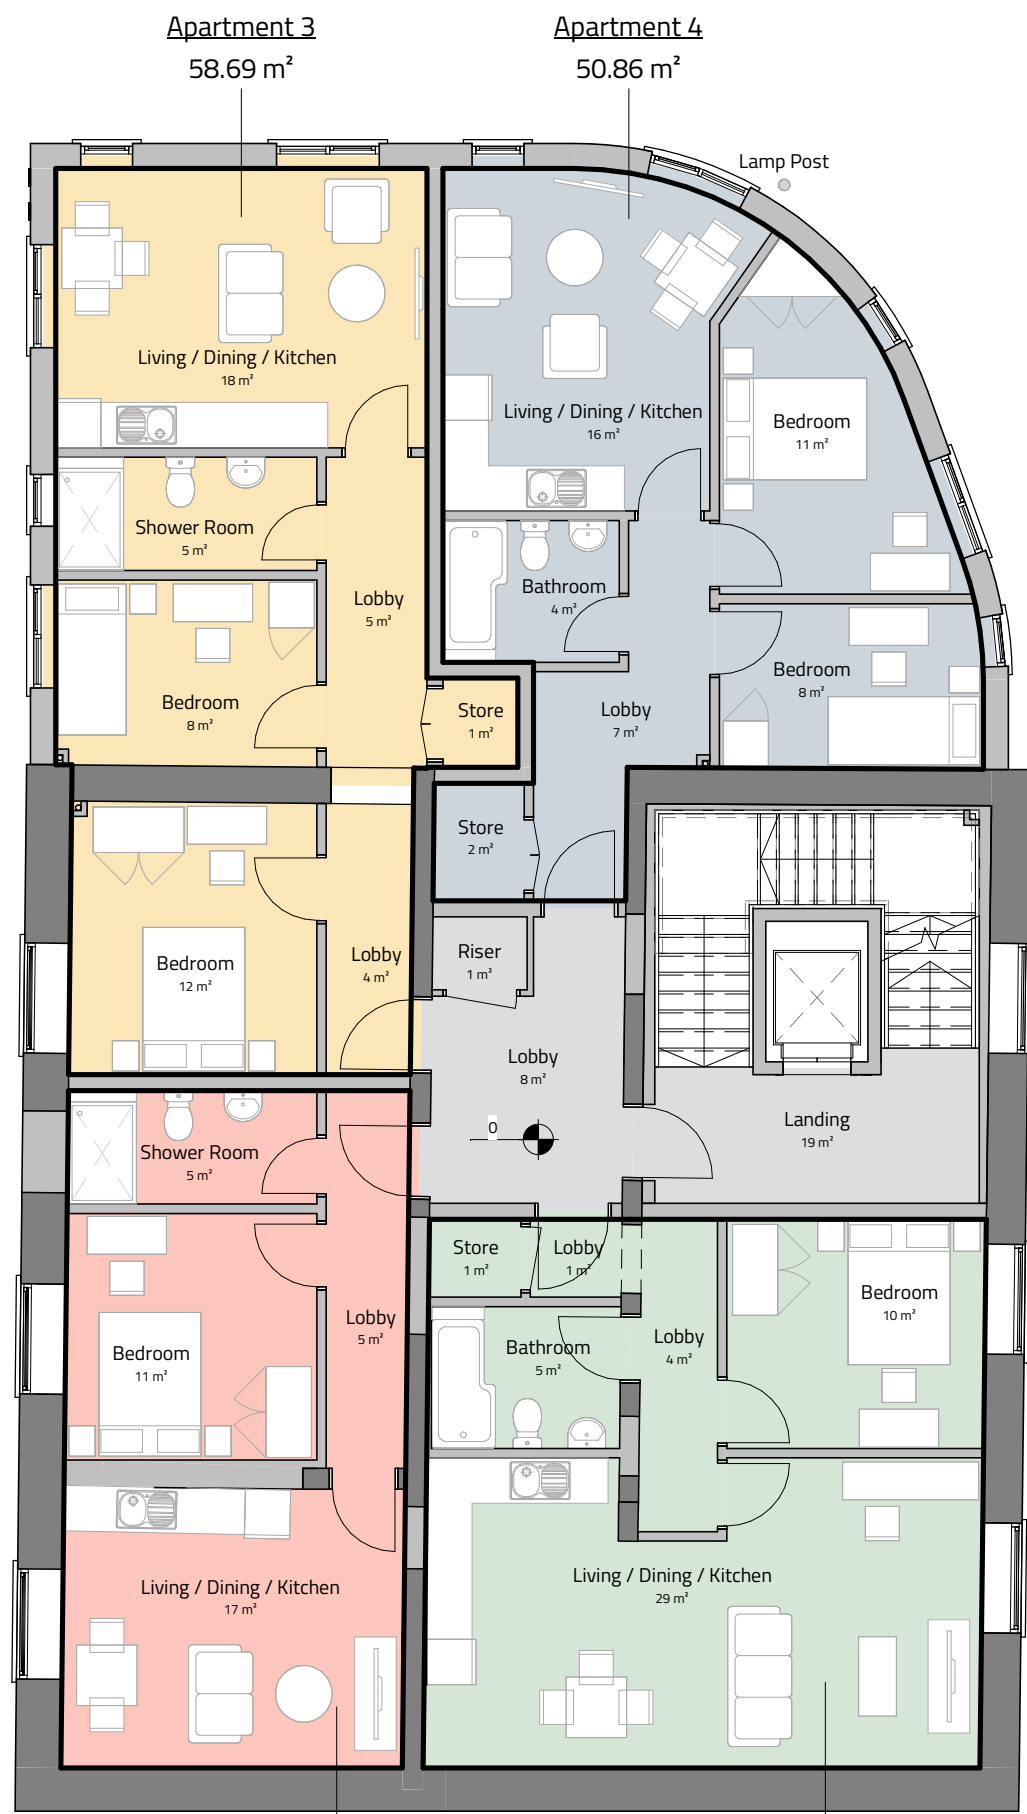 Apartment 3
58.69 m²
Apartment 4
50.86 m²
Lamp Post
Living / Dining / Kitchen
18 m²
Living / Dining / Kitchen
16 m²
Bedroom
11 m²
Shower Room
5 m²
Lobby
5 m²
Bathroom
4 m²
Bedroom
8 m²
Bedroom
8 m²
Store
1 m²
Lobby
7 m²
Store
2 m²
Bedroom
12 m²
Lobby
4 m²
Riser
1 m²
Lobby
8 m²
0
Landing
19 m²
Shower Room
5 m²
Store
1 m²
Lobby
1 m²
Bedroom
10 m²
Bedroom
11 m²
Lobby
5 m²
Bathroom
5 m²
Lobby
4 m²
Living / Dining / Kitchen
17 m²
Living / Dining / Kitchen
29 m²